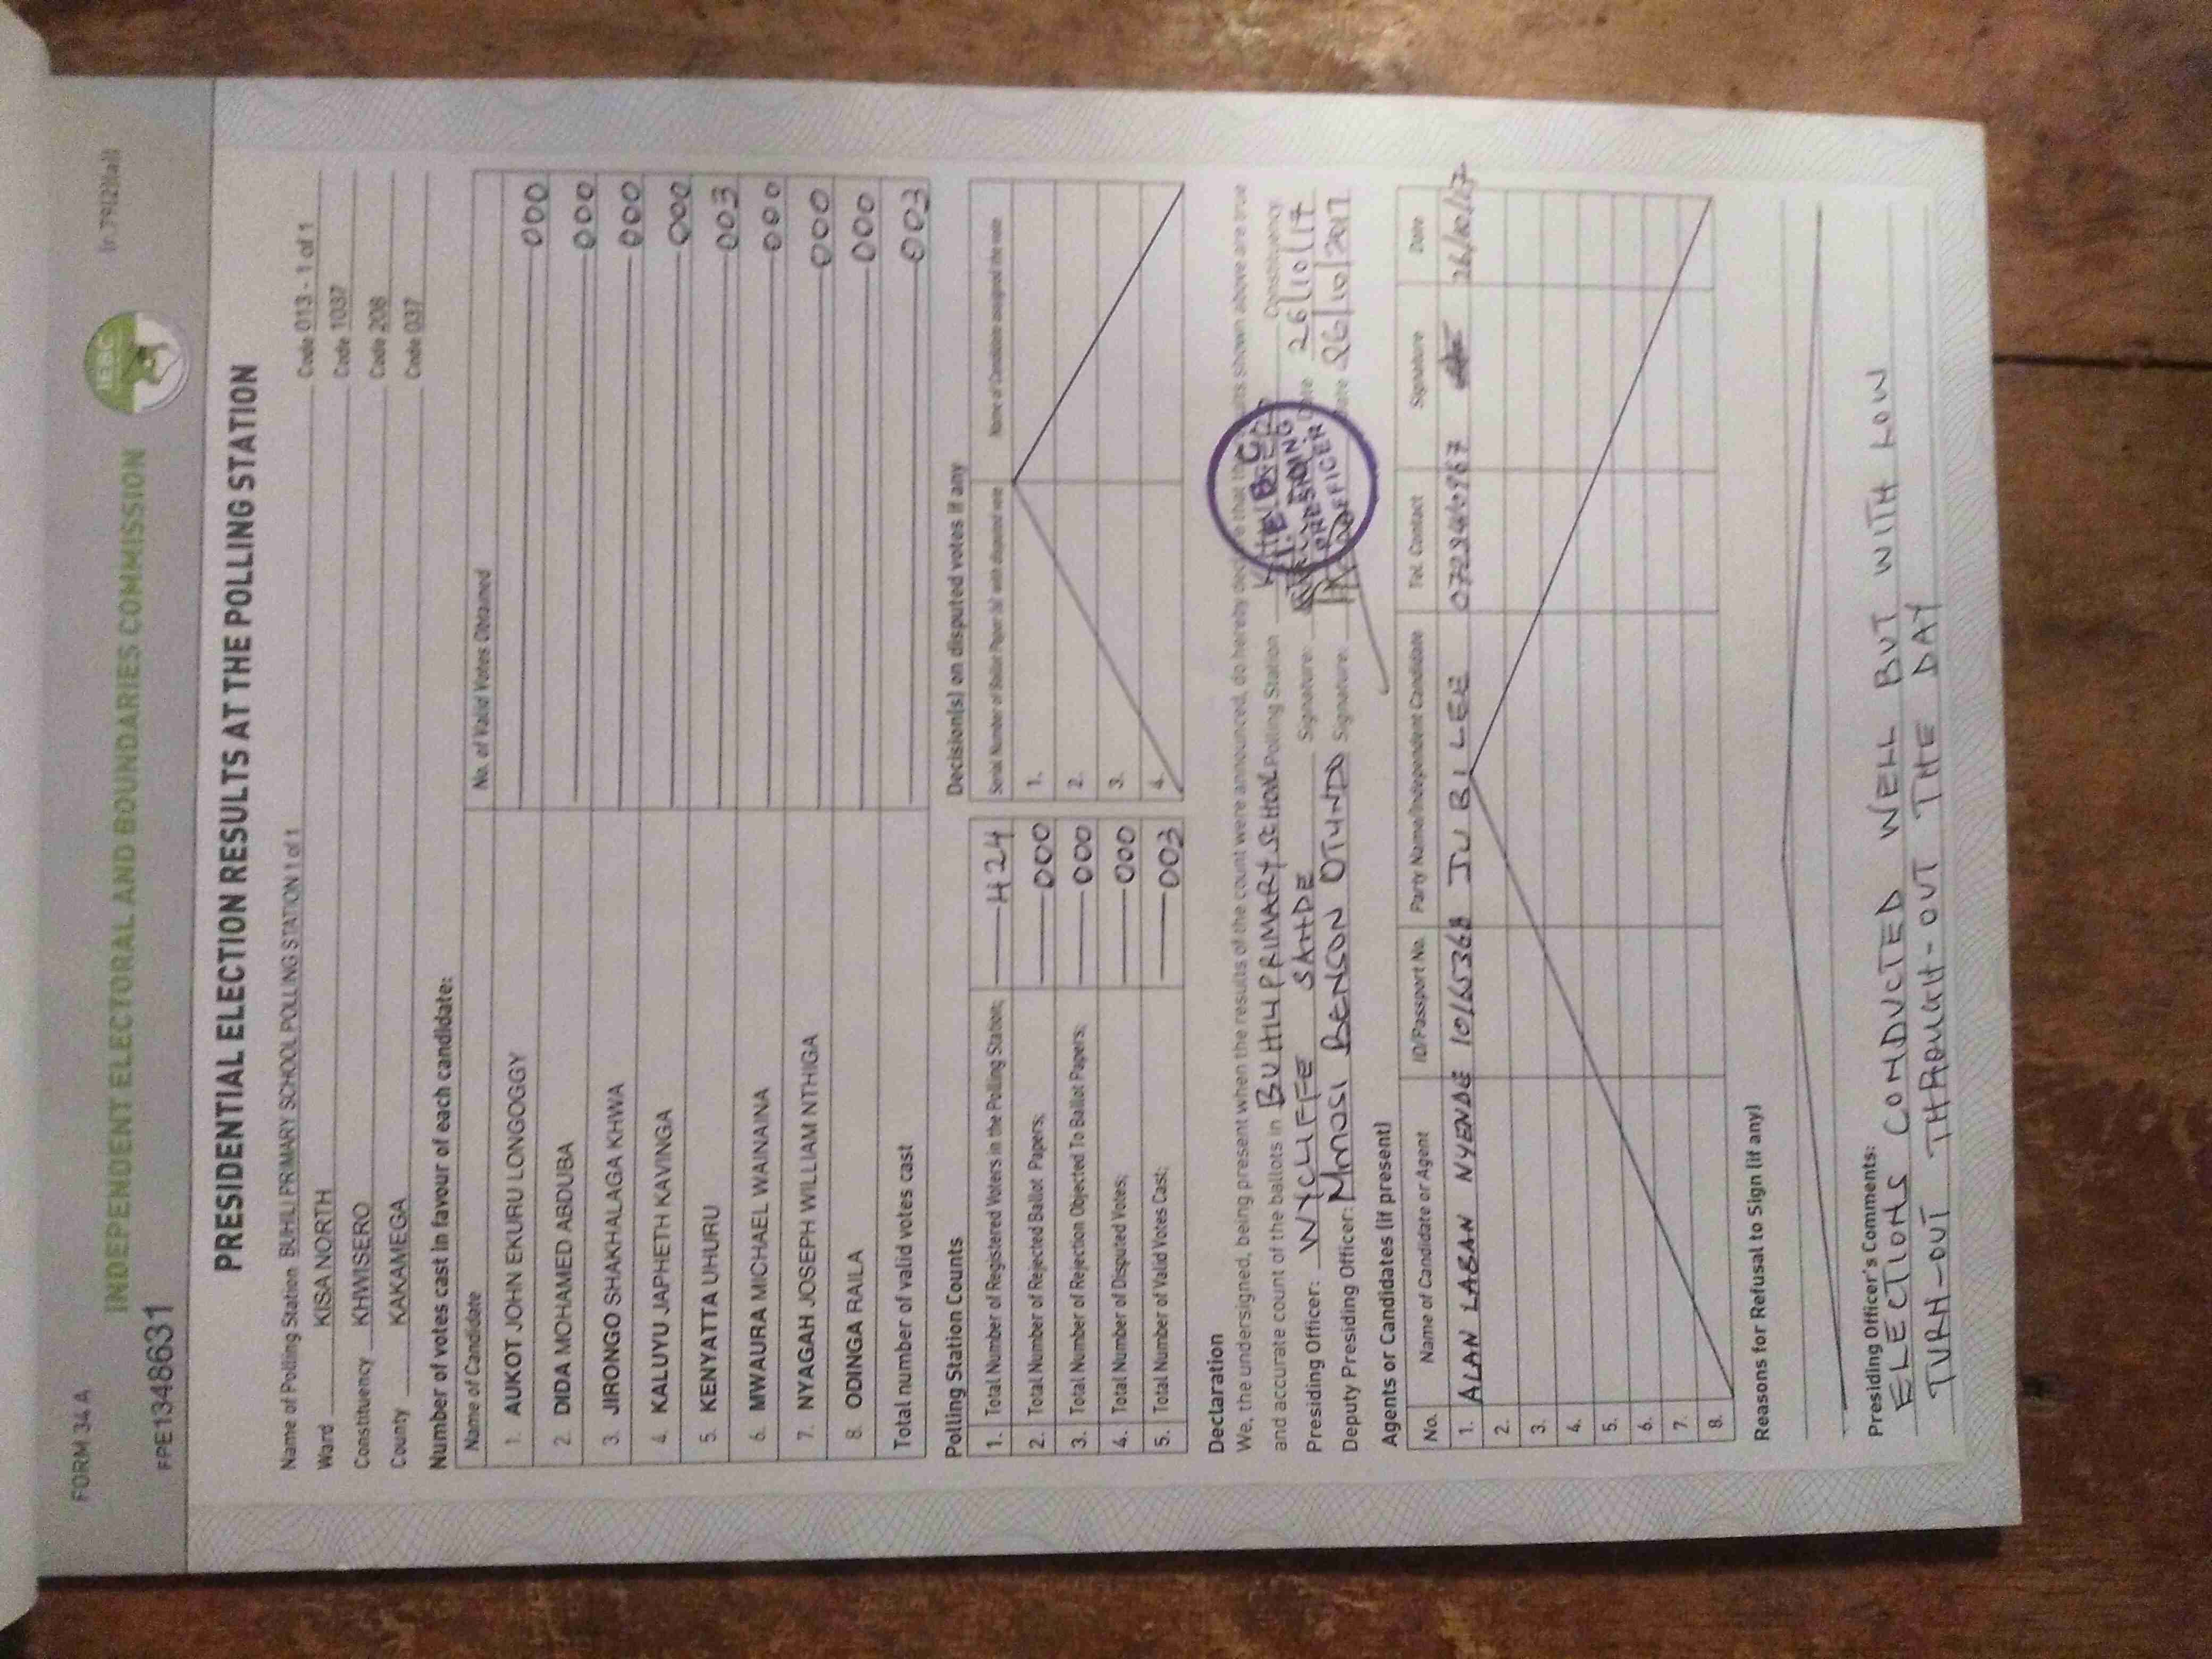 FORM 34 A
INDEPENDENT ELECTORAL AND BOUNDARIES COMMISSION
IEBC
FPE1348631
PRESIDENTIAL ELECTION RESULTS AT THE POLLING STATION
Name of Polling Station BUHILI PRIMARY SCHOOL POLLING STATION 1 of 1 Code 013 - 1 of 1
Ward KISA NORTH Code 1037
Constituency KHWISERO Code 208
County KAKAMEGA Code 037
Number of votes cast in favour of each candidate:
Name of Candidate No. of Valid Votes Obtained
1. AUKOT JOHN EKURU LONGOGGY 000
2. DIDA MOHAMED ABDUBA 000
3. JIRONGO SHAKHALAGA KHWA 000
4. KALUYU JAPHETH KAVINGA 000
5. KENYATTA UHURU 003
6. MWAURA MICHAEL WAINAINA 000
7. NYAGAH JOSEPH WILLIAM NTHIGA 000
8. ODINGA RAILA 000
Total number of valid votes cast 003
Polling Station Counts
1. Total Number of Registered Voters in the Polling Station; 424
2. Total Number of Rejected Ballot Papers; 000
3. Total Number of Rejection Objected To Ballot Papers; 000
4. Total Number of Disputed Votes; 000
5. Total Number of Valid Votes Cast; 003
Decision(s) on disputed votes if any
Serial Number of Ballot Paper (s) with disputed vote Name of Candidate assigned the vote
1.
2.
3.
4.
Declaration
We, the undersigned, being present when the results of the count were announced, do hereby declare that the results shown above are true
and accurate count of the ballots in BUHILI PRIMARY SCHOOL Polling Station Constituency
Presiding Officer: WYCLIFFE SAKHDE Signature: Date 26/10/17
Deputy Presiding Officer: MMOSI BENSON OTUNDO Signature: Date 26/10/2017
I.E.B.C
PRESIDING
OFFICER
Agents or Candidates (if present)
No. Name of Candidate or Agent ID/Passport No. Party Name/Independent Candidate Tel. Contact Signature Date
1. ALAN LABAN NYENDE JUBILEE 26/10/17
2.
3.
4.
5.
6.
7.
8.
Reasons for Refusal to Sign (if any)
Presiding Officer's Comments:
ELECTIONS CONDUCTED WELL BUT WITH LOW
TURN-OUT THROUGH-OUT THE DAY